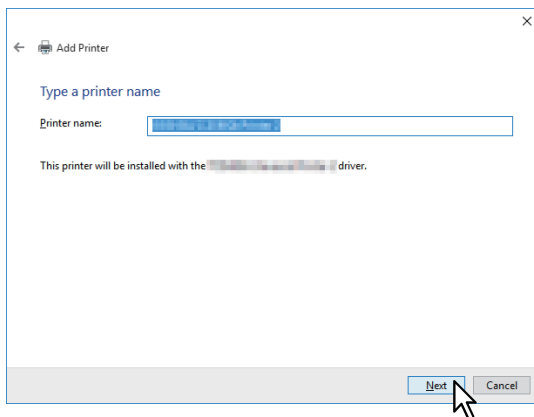 Add Printer
Type a printer name
Printer name:
This printer will be installed with the driver.
Next Cancel